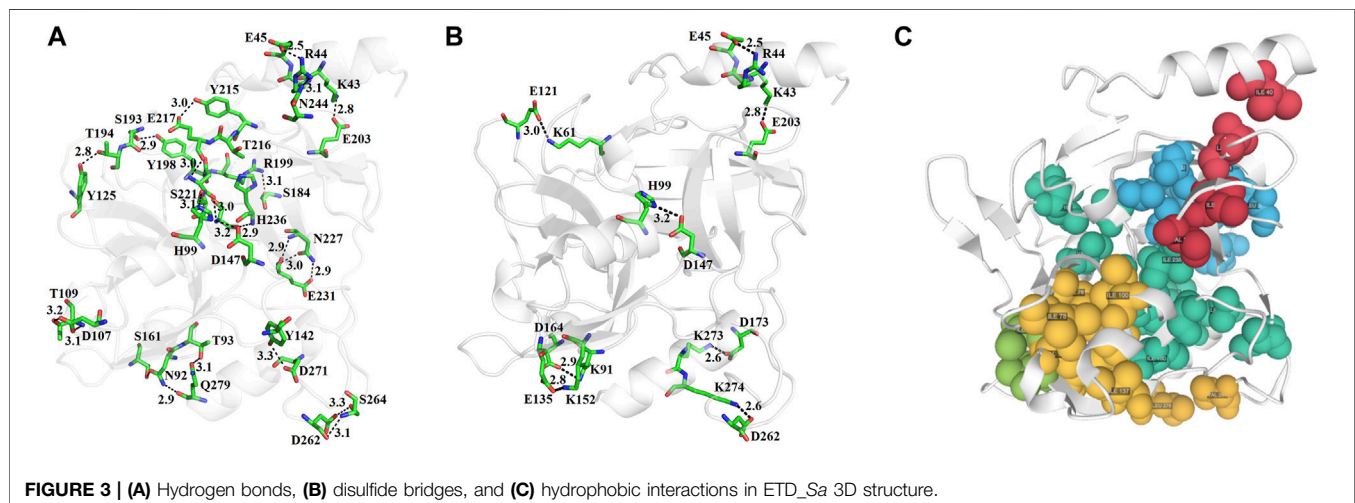 A
B
C
E45
2.5
R44
3.1
K43
N244
2.8
E203
Y215
3.0
E217
S193
T194
2.9
T216
2.8
Y198
3.0
R199
3.1
Y125
S184
S221
3.1
3.0
H236
3.2
2.9
H99
D147
N227
2.9
3.0
2.9
E231
T109
3.2
3.1
D107
S161
T93
3.1
N92
Q279
2.9
Y142
3.3
D271
3.3
S264
3.1
D262
E45
2.5
R44
K43
2.8
E203
E121
3.0
K61
H99
3.2
D147
D164
2.9
K91
2.8
E135
K152
K273
D173
2.6
K274
2.6
D262
ILE 40
ILE 100
ILE 78
FIGURE 3 | (A) Hydrogen bonds, (B) disulfide bridges, and (C) hydrophobic interactions in ETD_Sa 3D structure.